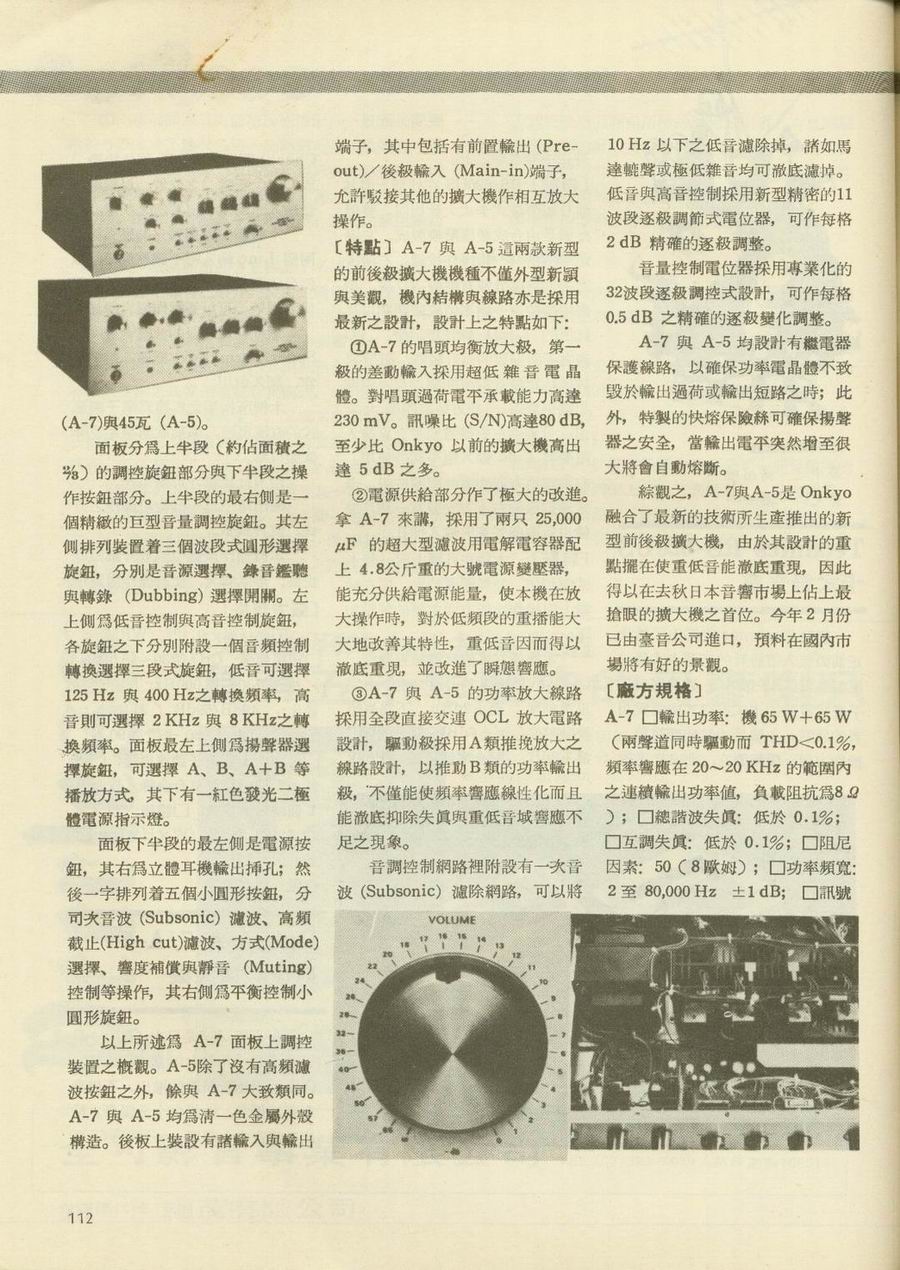 (A-7)與45瓦 (A-5)。
面板分爲上半段（約佔面積之
⅔）的調控旋鈕部分與下半段之操
作按鈕部分。上半段的最右側是一
個精緻的巨型音量調控旋鈕。其左
側排列裝置着三個波段式圓形選擇
旋鈕，分別是音源選擇、錄音鑑聽
與轉錄 (Dubbing) 選擇開關。左
上側爲低音控制與高音控制旋鈕，
各旋鈕之下分別附設一個音頻控制
轉換選擇三段式旋鈕，低音可選擇
125 Hz 與 400 Hz之轉換頻率，高
音則可選擇 2 KHz 與 8 KHz之轉
換頻率。面板最左上側爲揚聲器選
擇旋鈕，可選擇 A、B、A＋B 等
播放方式，其下有一紅色發光二極
體電源指示燈。
面板下半段的最左側是電源按
鈕，其右爲立體耳機輸出揷孔；然
後一字排列着五個小圓形按鈕，分
司次音波 (Subsonic) 濾波、高頻
截止(High cut)濾波、方式(Mode)
選擇、響度補償與靜音 (Muting)
控制等操作，其右側爲平衡控制小
圓形旋鈕。
以上所述爲 A-7 面板上調控
裝置之概觀。A-5除了沒有高頻濾
波按鈕之外，餘與 A-7 大致類同。
A-7 與 A-5 均爲淸一色金屬外殼
構造。後板上裝設有諸輸入與輸出
端子，其中包括有前置輸出 (Pre-
out)／後級輸入 (Main-in)端子，
允許駁接其他的擴大機作相互放大
操作。
〔特點〕A-7 與 A-5 這兩款新型
的前後級擴大機機種不僅外型新穎
與美觀，機內結構與線路亦是採用
最新之設計，設計上之特點如下：
①A-7 的唱頭均衡放大級，第一
級的差動輸入採用超低雜音電晶
體。對唱頭過荷電平承載能力高達
230 mV。訊噪比 (S/N)高達80 dB,
至少比 Onkyo 以前的擴大機高出
達 5 dB 之多。
②電源供給部分作了極大的改進。
拿 A-7 來講，採用了兩只 25,000
μF 的超大型濾波用電解電容器配
上 4.8公斤重的大號電源變壓器，
能充分供給電源能量，使本機在放
大操作時，對於低頻段的重播能大
大地改善其特性，重低音因而得以
澈底重現，並改進了瞬態響應。
③A-7 與 A-5 的功率放大線路
採用全段直接交連 OCL 放大電路
設計，驅動級採用A類推挽放大之
線路設計，以推動B類的功率輸出
級，不僅能使頻率響應線性化而且
能澈底抑除失眞與重低音域響應不
足之現象。
音調控制網路裡附設有一次音
波 (Subsonic) 濾除網路，可以將
10 Hz 以下之低音濾除掉，諸如馬
達轆聲或極低雜音均可澈底濾掉。
低音與高音控制採用新型精密的11
波段逐級調節式電位器，可作每格
2 dB 精確的逐級調整。
音量控制電位器採用專業化的
32波段逐級調控式設計，可作每格
0.5 dB 之精確的逐級變化調整。
A-7 與 A-5 均設計有繼電器
保護線路，以確保功率電晶體不致
毀於輸出過荷或輸出短路之時；此
外，特製的快熔保險絲可確保揚聲
器之安全，當輸出電平突然增至很
大將會自動熔斷。
綜觀之，A-7與A-5是 Onkyo
融合了最新的技術所生產推出的新
型前後級擴大機，由於其設計的重
點擺在使重低音能澈底重現，因此
得以在去秋日本音響市場上佔上最
搶眼的擴大機之首位。今年 2 月份
已由臺音公司進口，預料在國內市
場將有好的景觀。
〔廠方規格〕
A-7 □輸出功率：機 65 W＋65 W
（兩聲道同時驅動而 THD＜0.1%,
頻率響應在 20〜20 KHz 的範圍內
之連續輸出功率値，負載阻抗爲8 Ω
）；□總諧波失眞：低於 0.1%；
□互調失眞：低於 0.1%；□阻尼
因素：50（8歐姆）；□功率頻寬：
2 至 80,000 Hz ±1 dB；□訊號
VOLUME
20 18 17 16 15 14 13 12
22 11
24 10
26 9
28 8
32 7
36 6
40 5
45 4
50 3
57 2
1
0
-dB
112